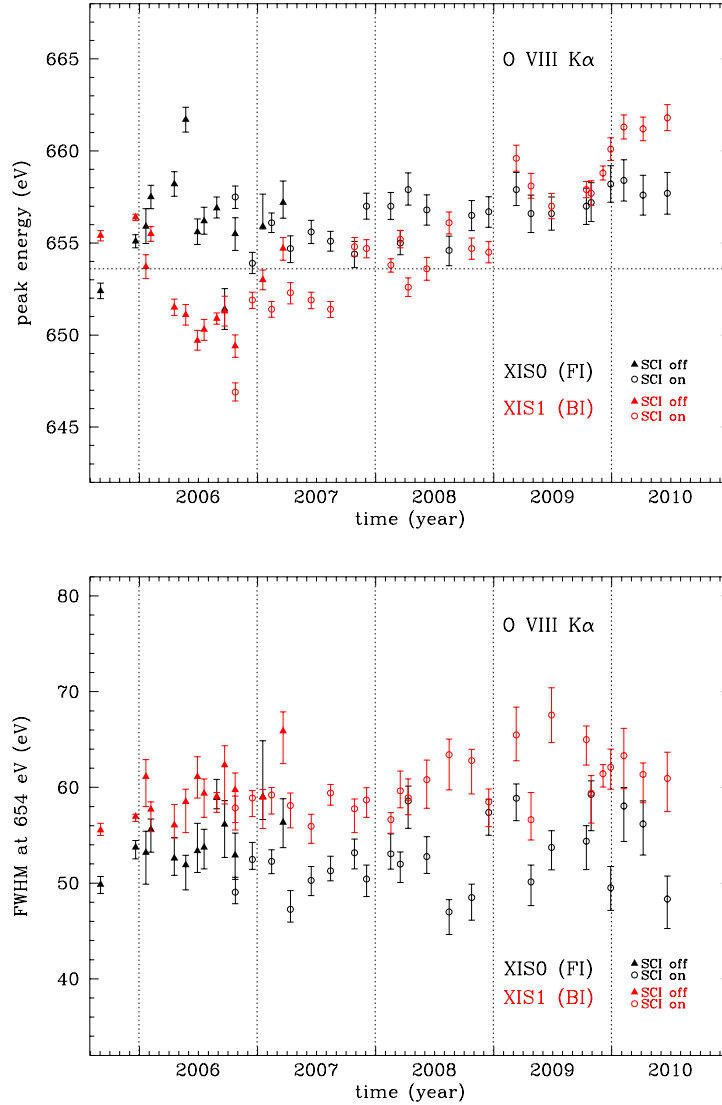 665
O VIII Kα
660
655
650
XIS0 (FI)
SCI off
SCI on
XIS1 (BI)
SCI off
SCI on
645
peak energy (eV)
2006 2007 2008 2009 2010
time (year)
80
O VIII Kα
70
60
50
XIS0 (FI)
SCI off
SCI on
XIS1 (BI)
SCI off
SCI on
40
FWHM at 654 eV (eV)
2006 2007 2008 2009 2010
time (year)